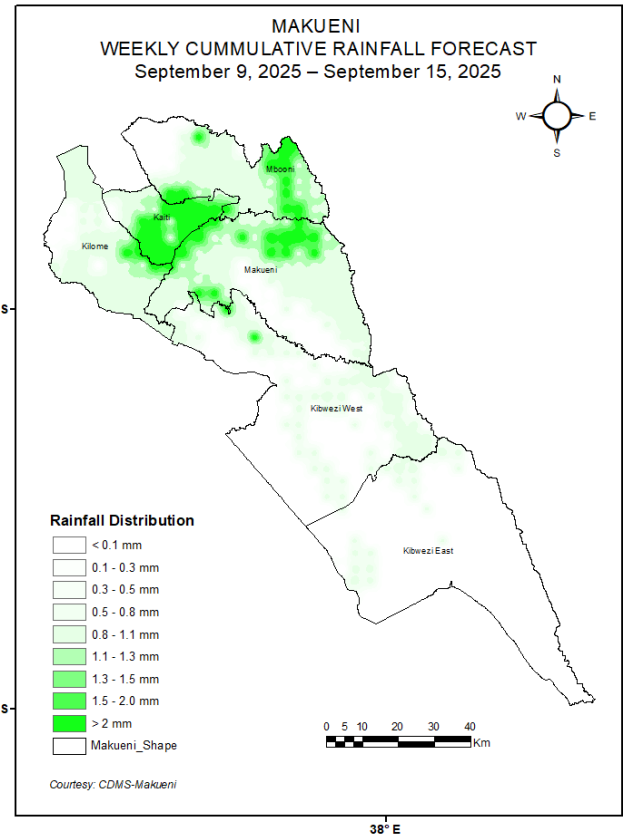 MAKUENI
WEEKLY CUMMULATIVE RAINFALL FORECAST
September 9, 2025 – September 15, 2025
N
W E
S
Mbooni
Kaiti
Kilome
Makueni
S
Kibwezi West
Kibwezi East
Rainfall Distribution
< 0.1 mm
0.1 - 0.3 mm
0.3 - 0.5 mm
0.5 - 0.8 mm
0.8 - 1.1 mm
1.1 - 1.3 mm
1.3 - 1.5 mm
1.5 - 2.0 mm
> 2 mm
Makueni_Shape
S
0 5 10 20 30 40
Km
Courtesy: CDMS-Makueni
38° E